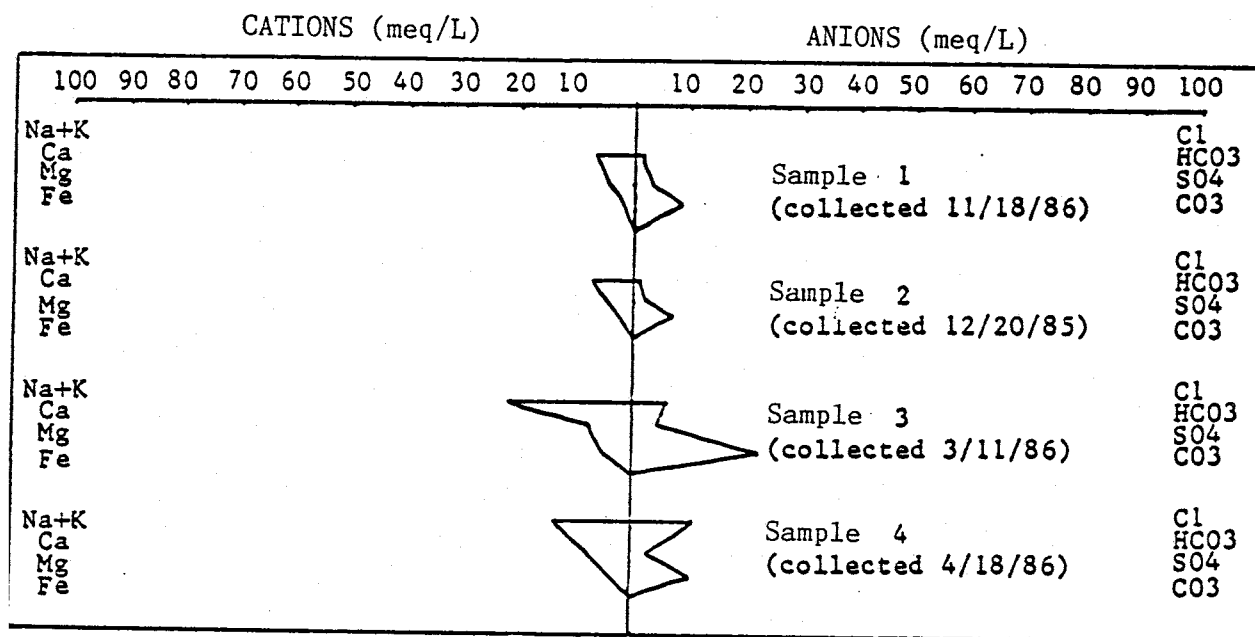 CATIONS (meq/L) ANIONS (meq/L)
100 90 80 70 60 50 40 30 20 10 10 20 30 40 50 60 70 80 90 100
Na+K Cl
Ca HCO3
Mg Sample 1 SO4
Fe (collected 11/18/86) CO3
Na+K Cl
Ca HCO3
Mg Sample 2 SO4
Fe (collected 12/20/85) CO3
Na+K Cl
Ca Sample 3 HCO3
Mg SO4
Fe (collected 3/11/86) CO3
Na+K Cl
Ca Sample 4 HCO3
Mg (collected 4/18/86) SO4
Fe CO3